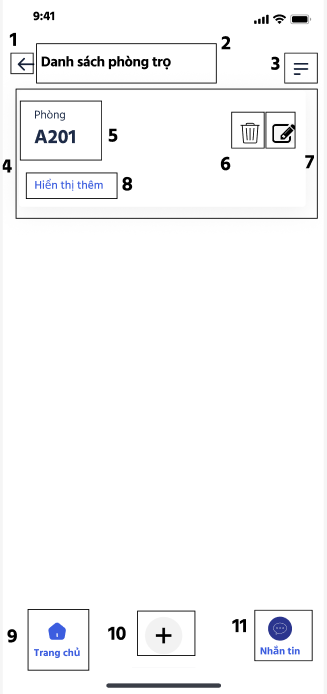 9:41
1
2
Danh sách phòng trọ
3
Phòng
A201
5
4
6
7
Hiển thị thêm
8
9
Trang chủ
10
+
11
Nhắn tin